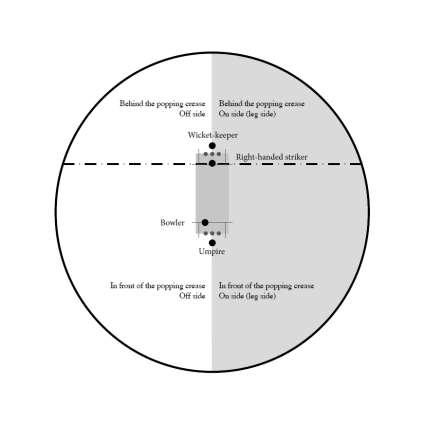 Behind the popping crease
Off side
Behind the popping crease
On side (leg side)
Wicket-keeper
Right-handed striker
Bowler
Umpire
In front of the popping crease
Off side
In front of the popping crease
On side (leg side)